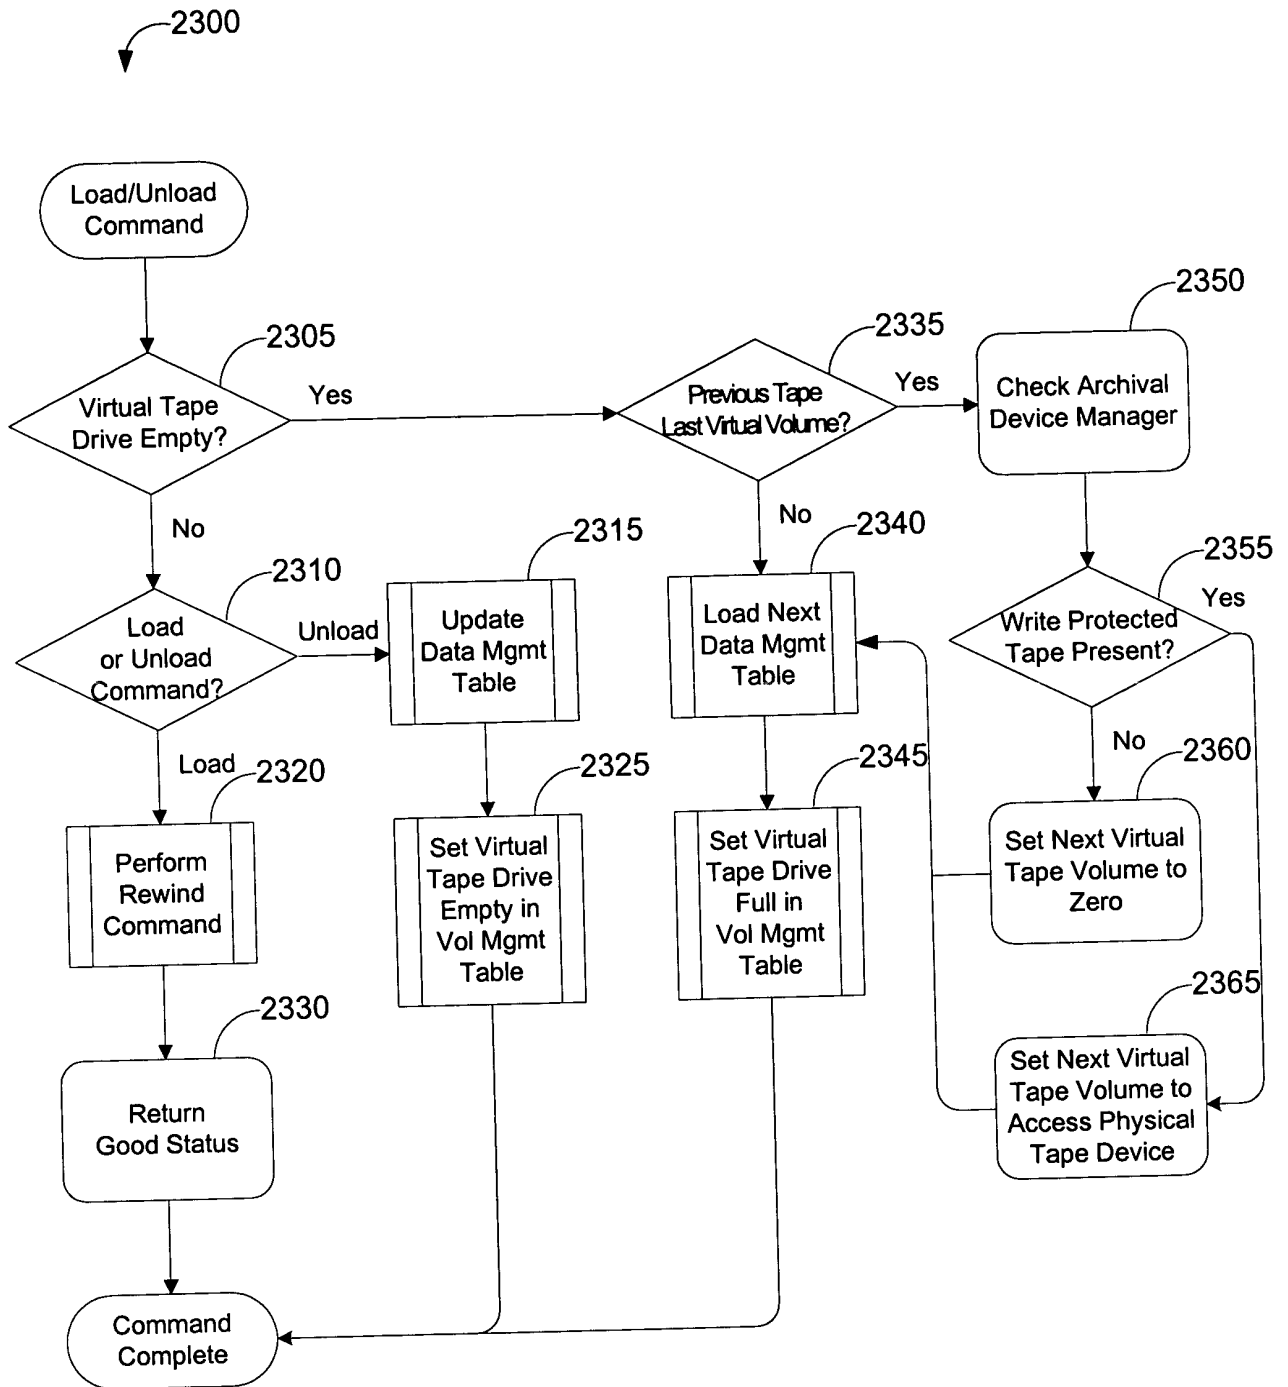 2300
Load/Unload
Command
2305
Virtual Tape
Drive Empty?
Yes
No
2310
Load
or Unload
Command?
Unload
Load
2315
Update
Data Mgmt
Table
2320
Perform
Rewind
Command
2325
Set Virtual
Tape Drive
Empty in
Vol Mgmt
Table
2330
Return
Good Status
Command
Complete
2335
Previous Tape
Last Virtual Volume?
Yes
No
2340
Load Next
Data Mgmt
Table
2345
Set Virtual
Tape Drive
Full in
Vol Mgmt
Table
2350
Check Archival
Device Manager
2355
Write Protected
Tape Present?
Yes
No
2360
Set Next Virtual
Tape Volume to
Zero
2365
Set Next Virtual
Tape Volume to
Access Physical
Tape Device